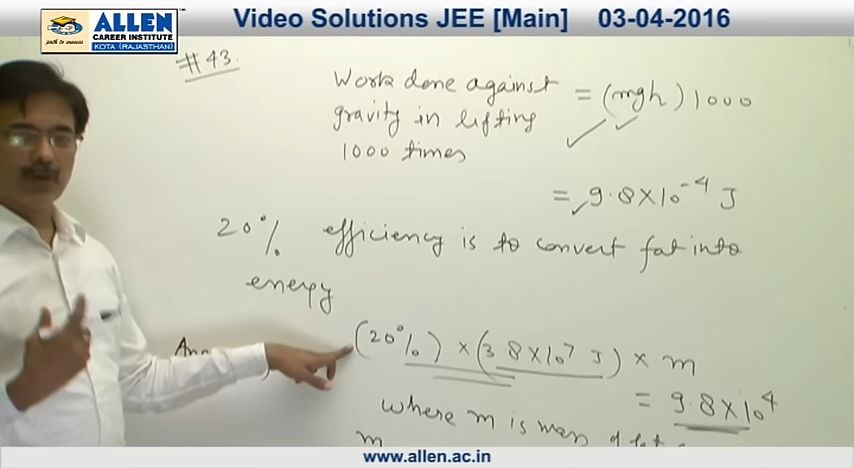 Video Solutions JEE [Main] 03-04-2016
path to success
ALLEN
CAREER INSTITUTE
KOTA (RAJASTHAN)
#43.
Work done against
gravity in lifting
1000 times
= (mgh) 1000
= 9.8×10⁻⁴ J
20% efficiency is to convert fat into
energy
(20%) × (3.8×10⁷ J) × m
= 9.8×10⁴
where m is mass
m
www.allen.ac.in